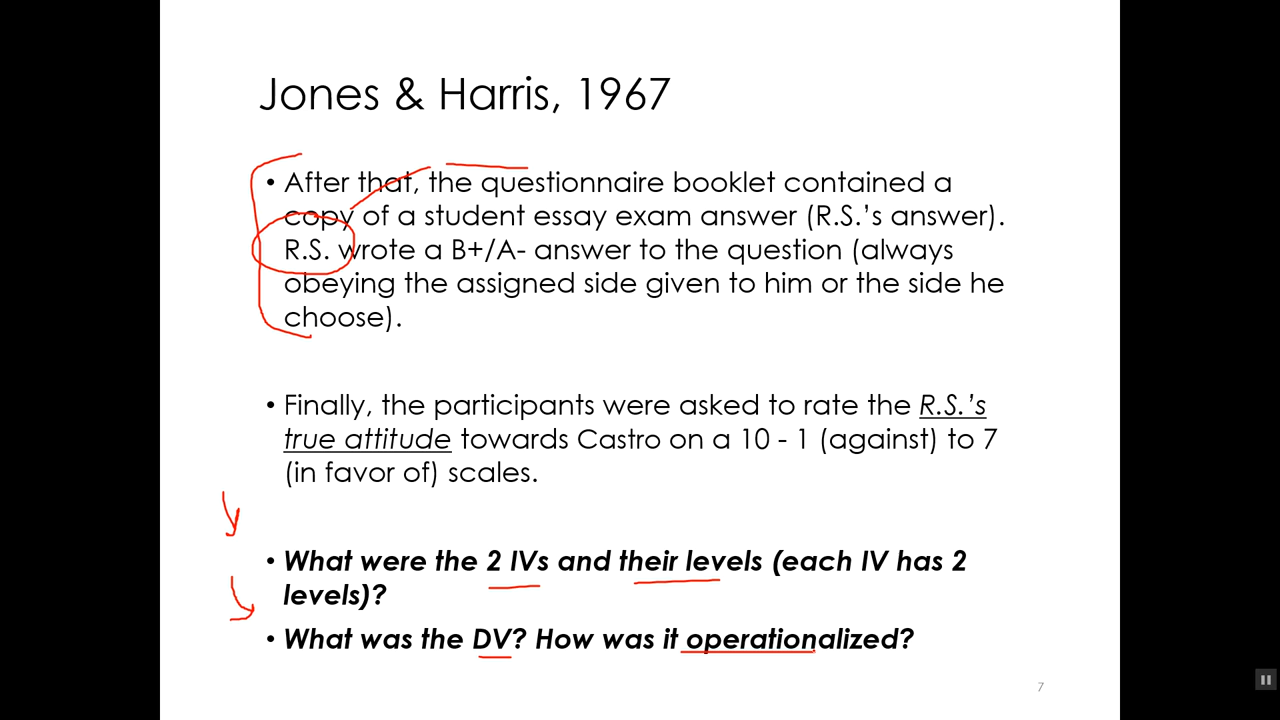 Jones & Harris, 1967
• After that, the questionnaire booklet contained a
copy of a student essay exam answer (R.S.'s answer).
R.S. wrote a B+/A- answer to the question (always
obeying the assigned side given to him or the side he
choose).
• Finally, the participants were asked to rate the R.S.'s
true attitude towards Castro on a 10 - 1 (against) to 7
(in favor of) scales.
• What were the 2 IVs and their levels (each IV has 2
levels)?
• What was the DV? How was it operationalized?
7